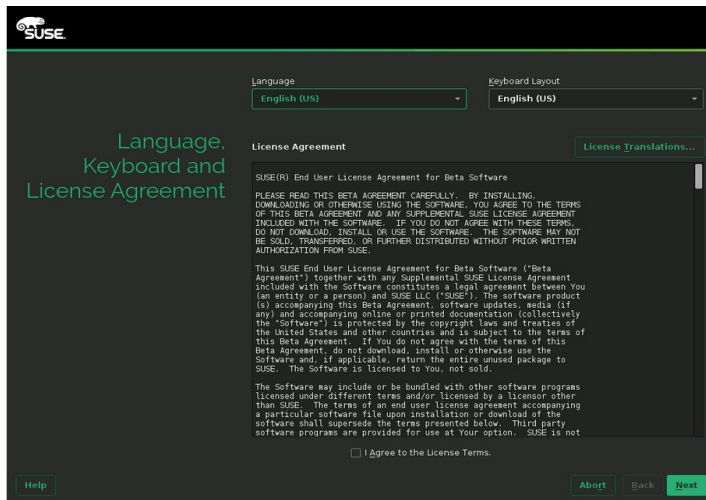 SUSE
Language
Keyboard Layout
English (US)
English (US)
Language,
Keyboard and
License Agreement
License Agreement
License Translations...
SUSE(R) End User License Agreement for Beta Software
PLEASE READ THIS BETA AGREEMENT CAREFULLY.  BY INSTALLING,
DOWNLOADING OR OTHERWISE USING THE SOFTWARE, YOU AGREE TO THE TERMS
OF THIS BETA AGREEMENT AND ANY SUPPLEMENTAL SUSE LICENSE AGREEMENT
INCLUDED WITH THE SOFTWARE.  IF YOU DO NOT AGREE WITH THESE TERMS,
DO NOT DOWNLOAD, INSTALL OR USE THE SOFTWARE.  THE SOFTWARE MAY NOT
BE SOLD, TRANSFERRED, OR FURTHER DISTRIBUTED WITHOUT PRIOR WRITTEN
AUTHORIZATION FROM SUSE.
This SUSE End User License Agreement for Beta Software ("Beta
Agreement") together with any Supplemental SUSE License Agreement
included with the Software constitutes a legal agreement between You
(an entity or a person) and SUSE LLC ("SUSE"). The software product
(s) accompanying this Beta Agreement, software updates, media (if
any) and accompanying online or printed documentation (collectively
the "Software") is protected by the copyright laws and treaties of
the United States and other countries and is subject to the terms of
this Beta Agreement.  If You do not agree with the terms of this
Beta Agreement, do not download, install or otherwise use the
Software and, if applicable, return the entire unused package to
SUSE.  The Software is licensed to You, not sold.
The Software may include or be bundled with other software programs
licensed under different terms and/or licensed by a licensor other
than SUSE.  The terms of an end user license agreement accompanying
a particular software file upon installation or download of the
software shall supersede the terms presented below.  Third party
software programs are provided for use at Your option.  SUSE is not
I Agree to the License Terms.
Help
Abort
Back
Next